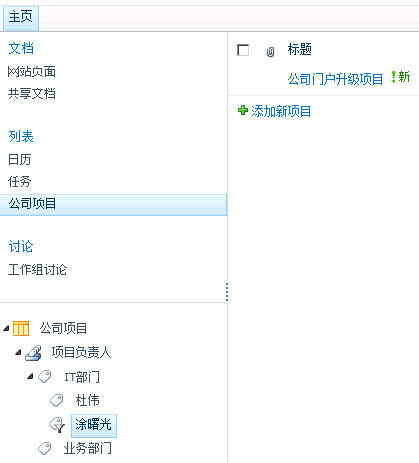 主页
文档
网站页面
共享文档
列表
日历
任务
公司项目
讨论
工作组讨论
公司项目
项目负责人
IT部门
杜伟
涂曙光
业务部门
标题
公司门户升级项目 !新
添加新项目